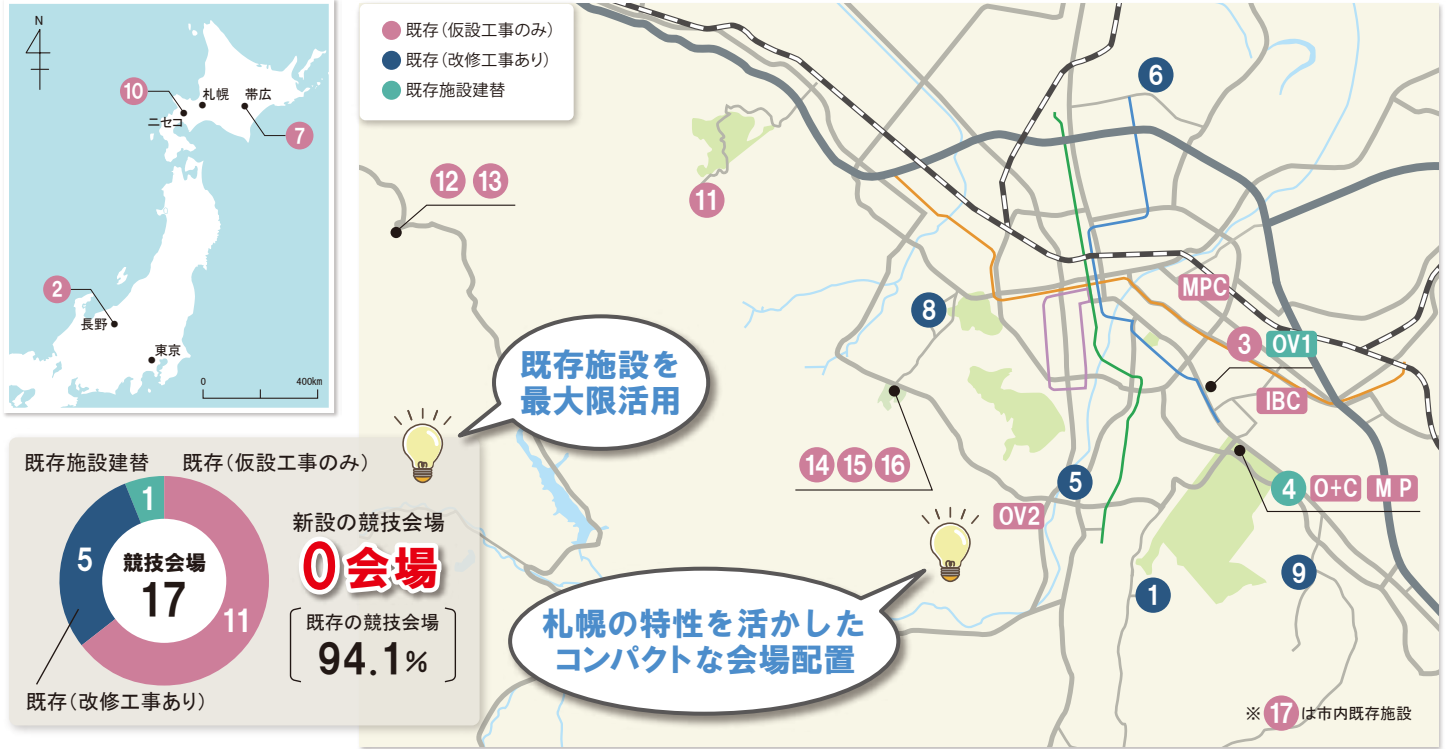 N
10
札幌
帯広
ニセコ
7
2
長野
東京
0
400km
既存（仮設工事のみ）
既存（改修工事あり）
既存施設建替
6
12 13
11
MPC
8
3 OV1
IBC
既存施設を
最大限活用
14 15 16
5
4 O+C M P
OV2
9
1
札幌の特性を活かした
コンパクトな会場配置
※ 17 は市内既存施設
既存施設建替
既存（仮設工事のみ）
1
5
11
競技会場
17
既存（改修工事あり）
新設の競技会場
0会場
既存の競技会場
94.1%